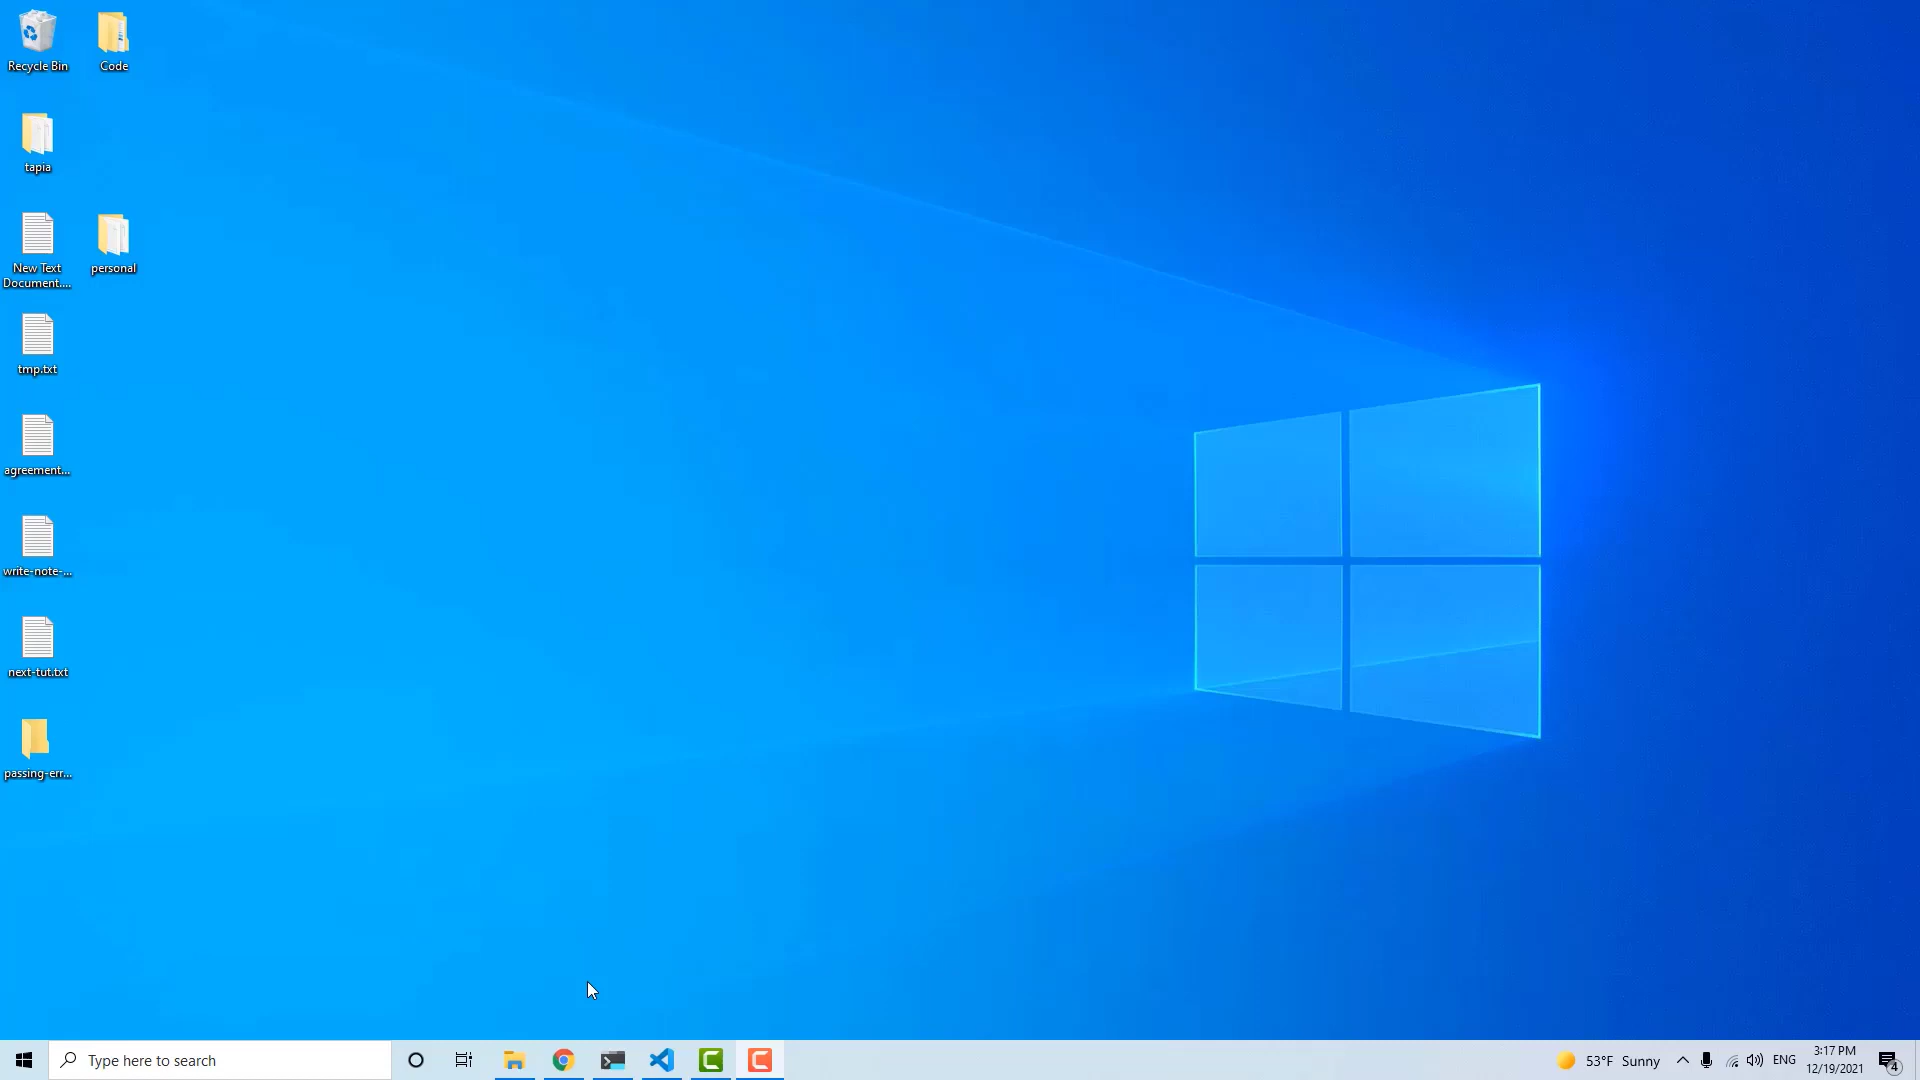 Recycle Bin
Code
tapia
New Text
Document....
personal
tmp.txt
agreement...
write-note-...
next-tut.txt
passing-err...
Type here to search
53°F Sunny
ENG
3:17 PM
12/19/2021
4